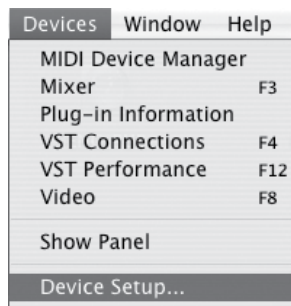 Devices Window Help
MIDI Device Manager
Mixer F3
Plug-in Information
VST Connections F4
VST Performance F12
Video F8
Show Panel
Device Setup...